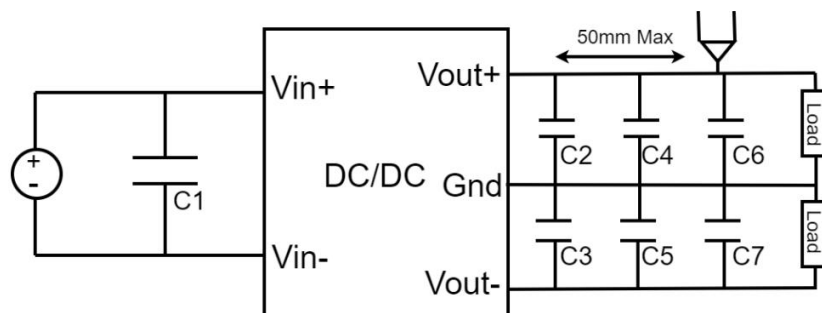 50mm Max
Vin+
Vout+
+
-
C1
DC/DC
C2
C4
C6
Load
Gnd
C3
C5
C7
Load
Vin-
Vout-